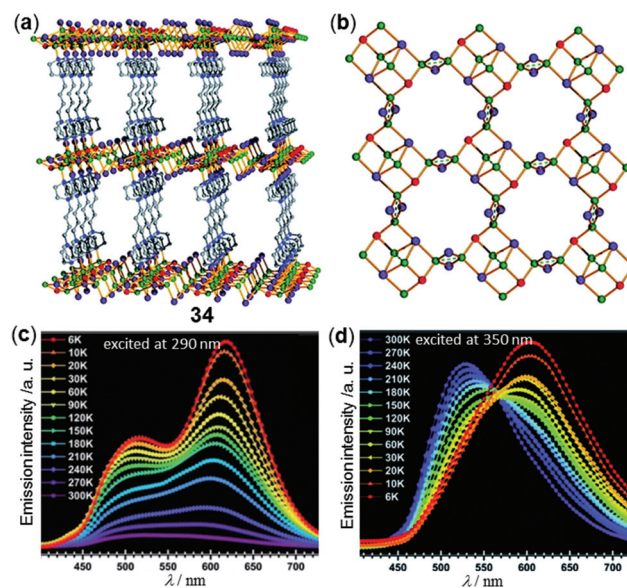 (a)
(b)
34
(c)
excited at 290 nm
6K
10K
20K
30K
60K
90K
120K
150K
180K
210K
240K
270K
300K
Emission intensity /a. u.
450 500 550 600 650 700
λ / nm
(d)
excited at 350 nm
300K
270K
240K
210K
180K
150K
120K
90K
60K
30K
20K
10K
6K
Emission intensity /a. u.
450 500 550 600 650 700
λ / nm